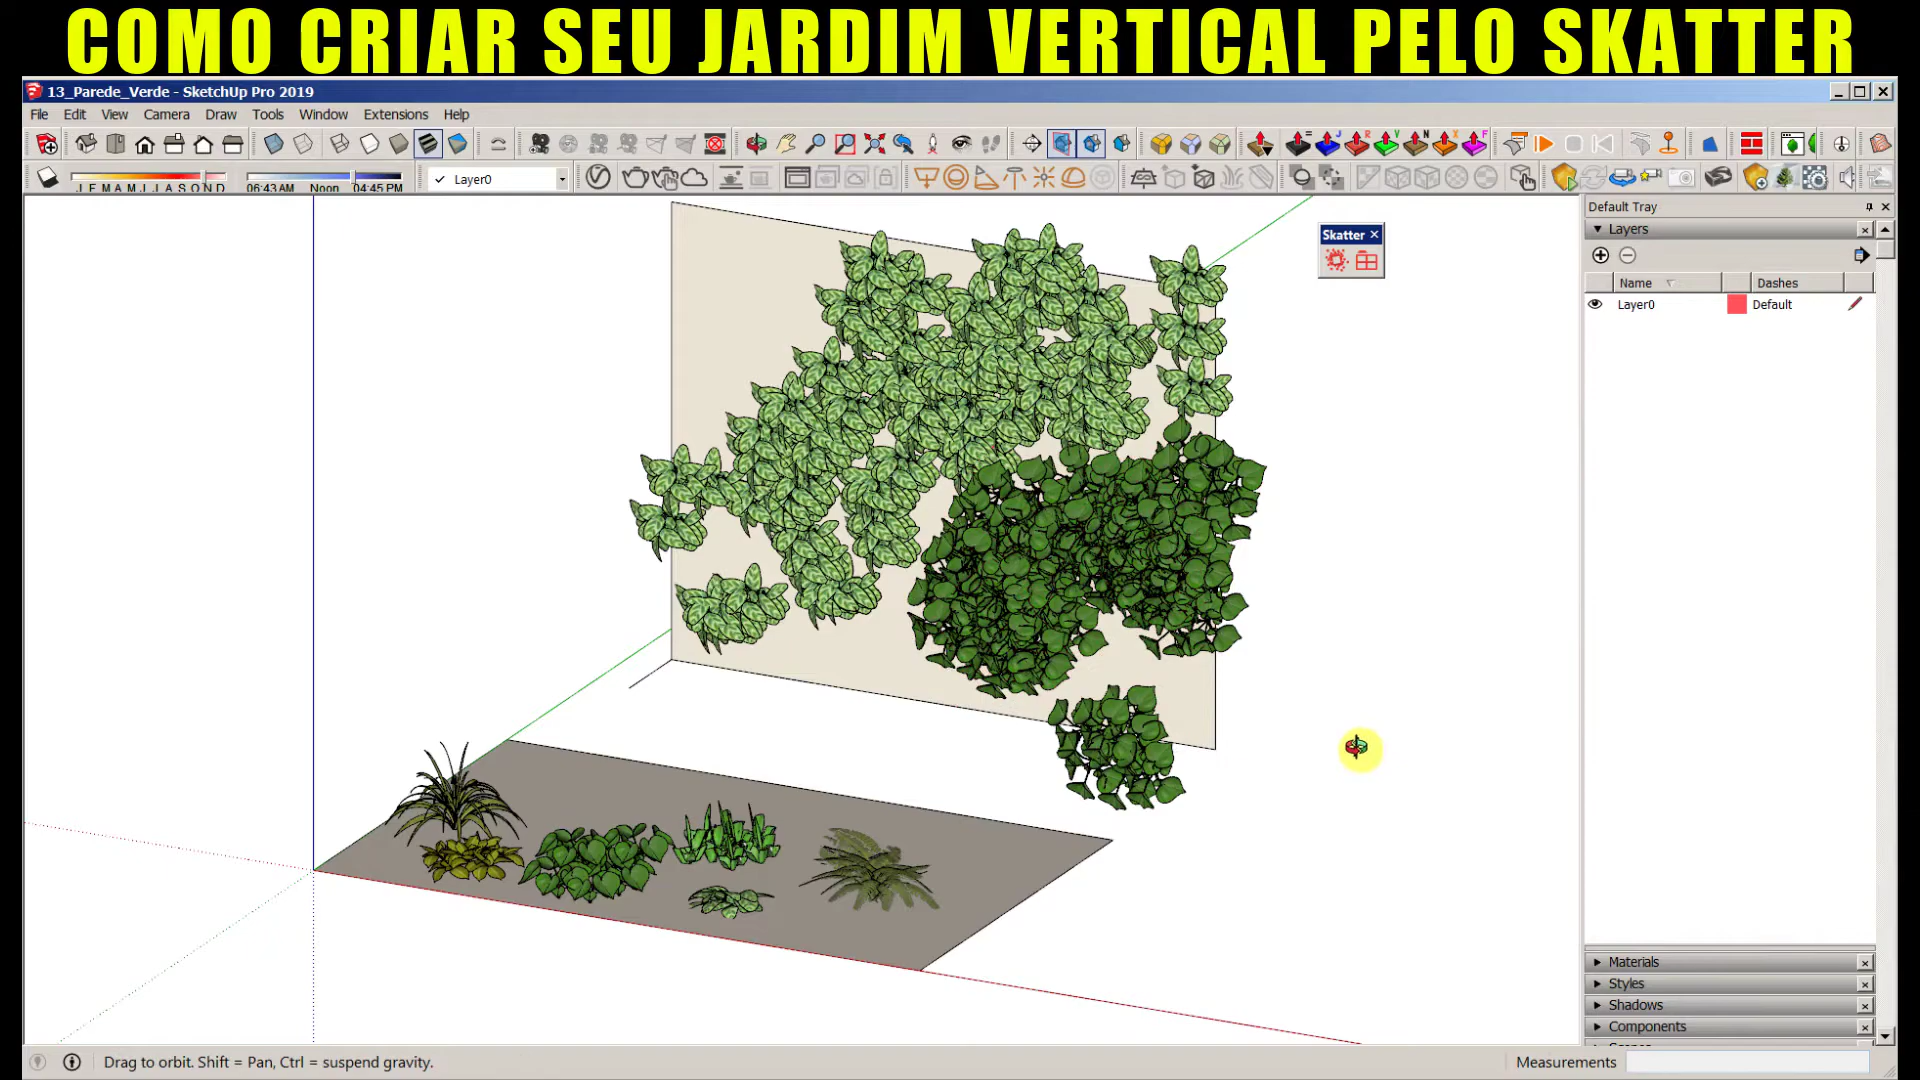 COMO CRIAR SEU JARDIM VERTICAL PELO SKATTER
13_Parede_Verde - SketchUp Pro 2019
File Edit View Camera Draw Tools Window Extensions Help
J F M A M J J A S O N D 06:43 AM Noon 04:45 PM ✓ Layer0
Default Tray
Layers
Name Dashes
Layer0 Default
Skatter
Materials
Styles
Shadows
Components
Drag to orbit. Shift = Pan, Ctrl = suspend gravity.
Measurements